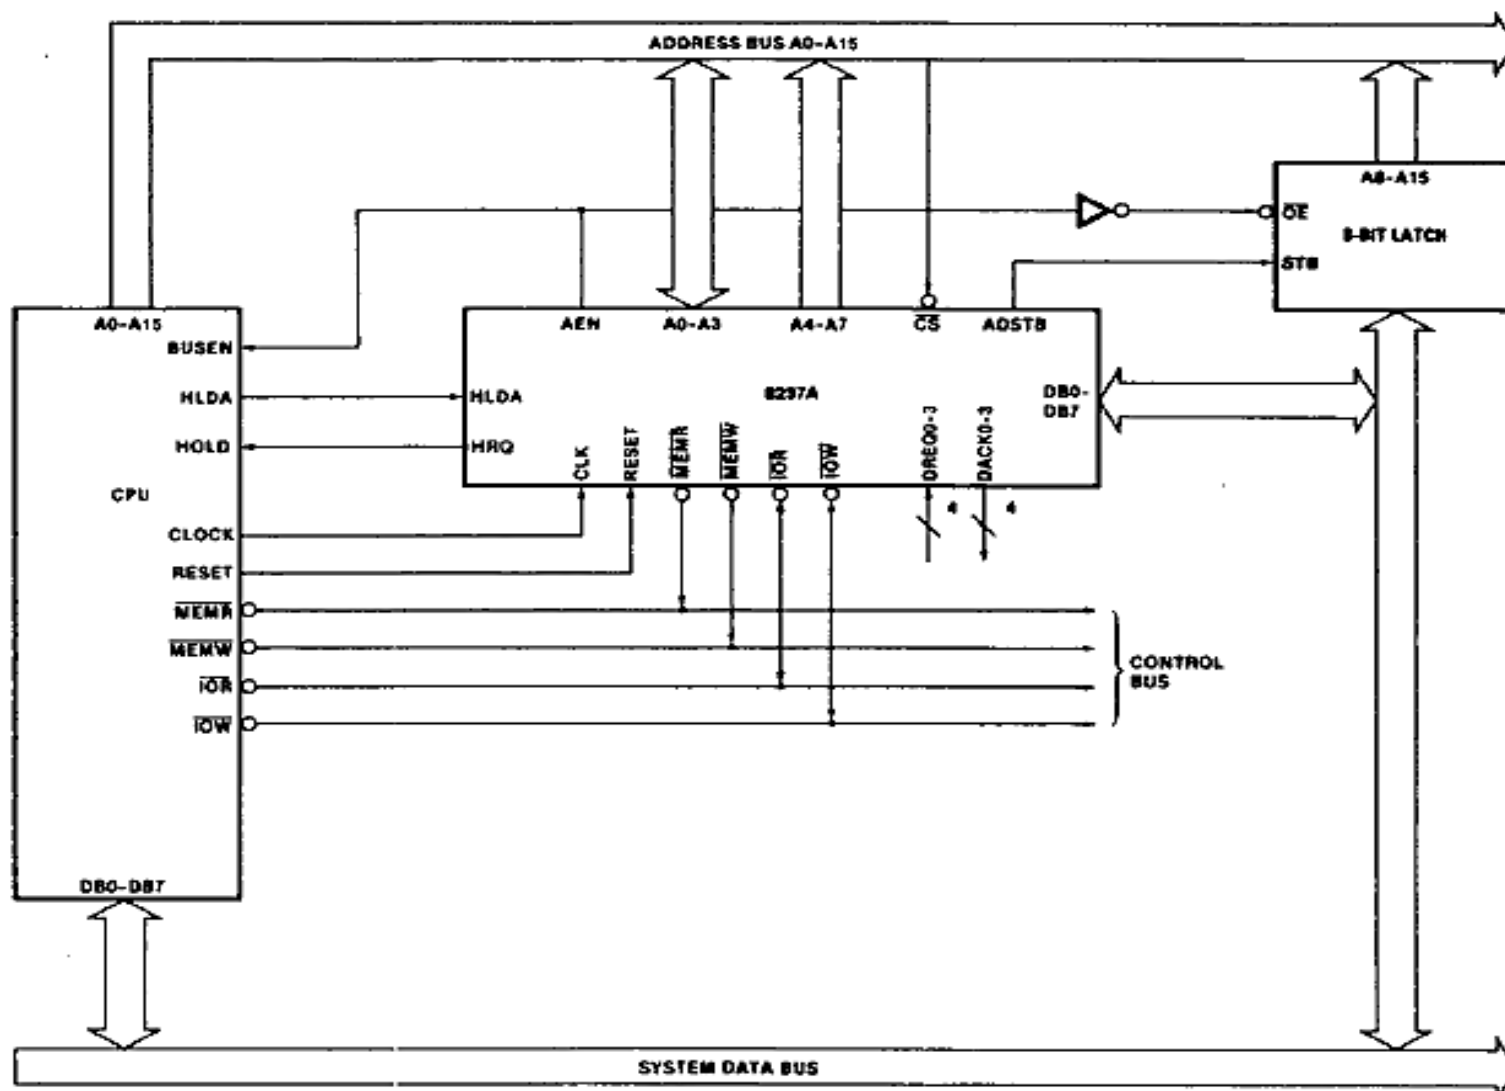 ADDRESS BUS A0-A15
A8-A15
OE
8-BIT LATCH
STB
A0-A15
AEN
A0-A3
A4-A7
CS
ADSTB
BUSEN
HLDA
HLDA
8237A
DB0-
DB7
HOLD
HRQ
CLK
RESET
MEMR
MEMW
IOR
IOW
DREQ0-3
DACK0-3
4
4
CPU
CLOCK
RESET
MEMR
MEMW
IOR
IOW
CONTROL
BUS
DB0-DB7
SYSTEM DATA BUS